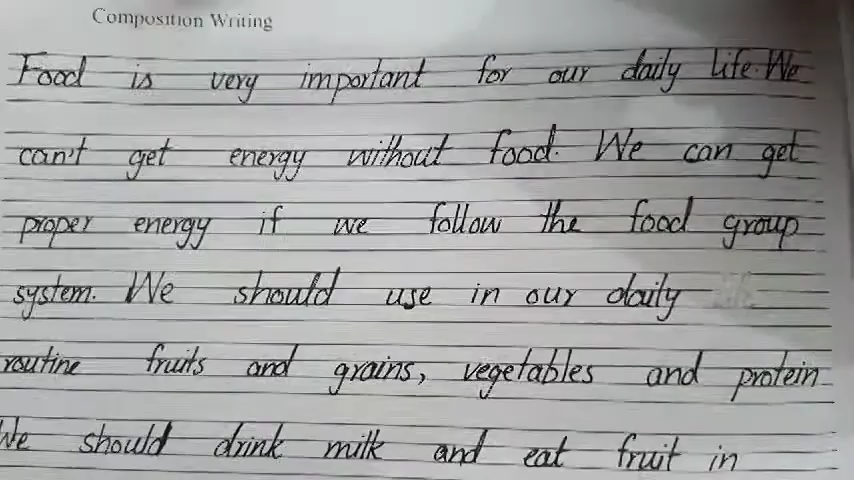 Composition Writing
Food is very important for our daily life. We
can't get energy without food. We can get
proper energy if we follow the food group
system. We should use in our daily
routine fruits and grains, vegetables and protein
We should drink milk and eat fruit in